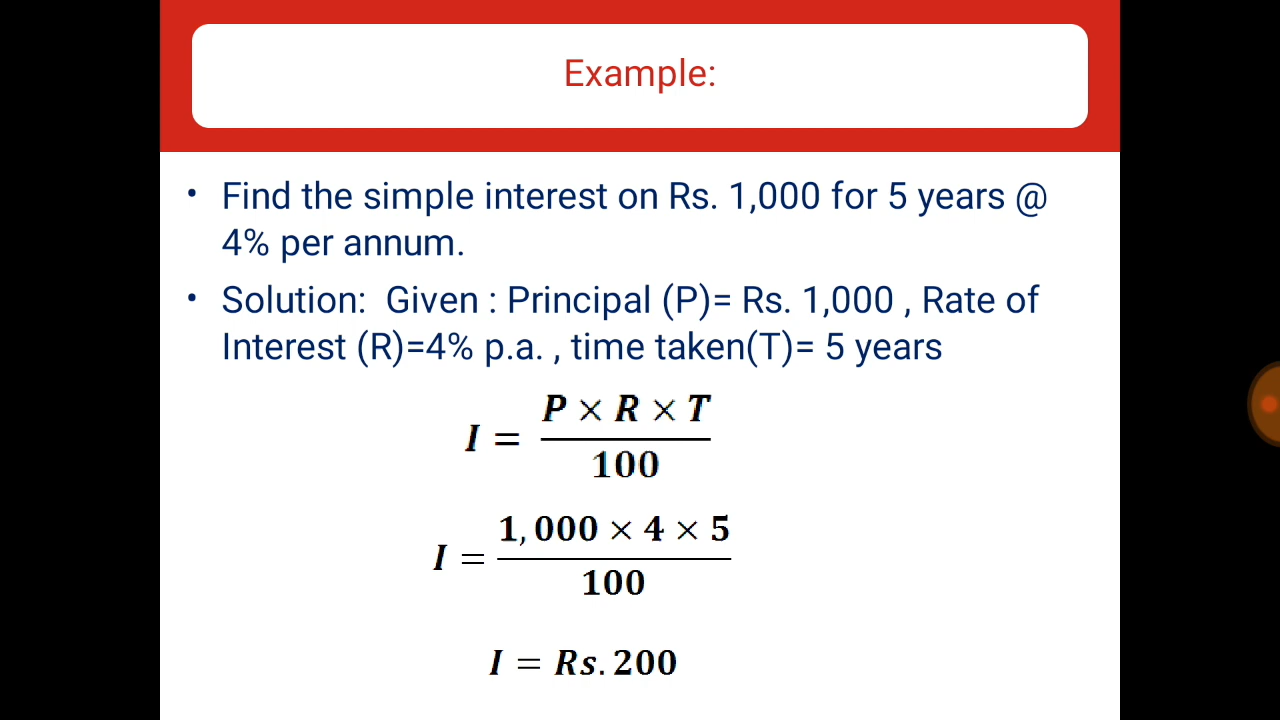 Example:
• Find the simple interest on Rs. 1,000 for 5 years @
4% per annum.
• Solution:  Given : Principal (P)= Rs. 1,000 , Rate of
Interest (R)=4% p.a. , time taken(T)= 5 years
P × R × T
I =
100
1,000 × 4 × 5
I =
100
I = Rs.200